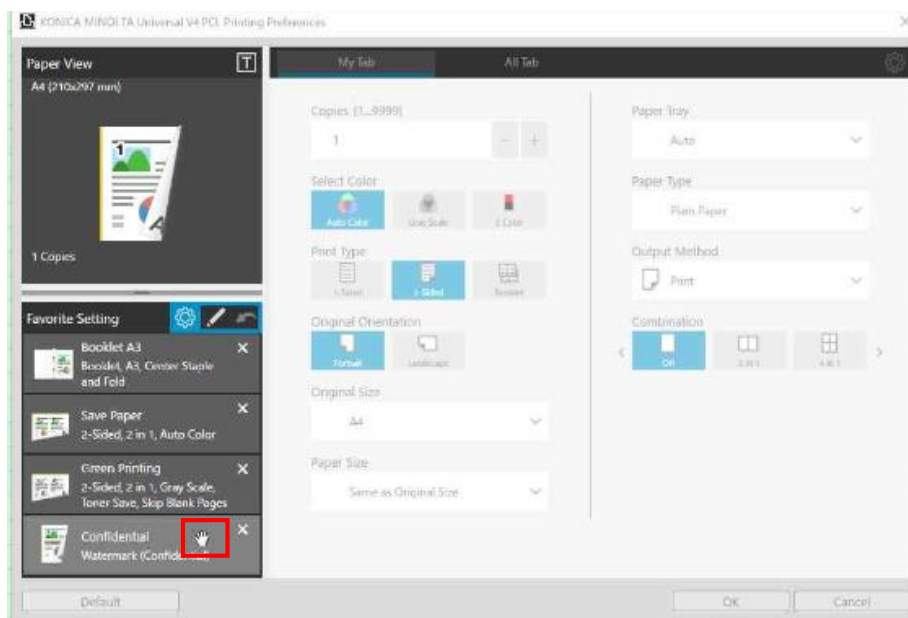 KONICA MINOLTA Universal V4 PCL Printing Preferences
Paper View
T
A4 (210x297 mm)
1
1 Copies
Favorite Setting
Booklet A3
Booklet, A3, Center Staple
and Fold
Save Paper
2-Sided, 2 in 1, Auto Color
Green Printing
2-Sided, 2 in 1, Gray Scale,
Toner Save, Skip Blank Pages
Confidential
Watermark (Confidential)
Default
My Tab
All Tab
Copies [1...9999]
1
Select Color
Auto Color
Gray Scale
2 Color
Print Type
1-Sided
2-Sided
Booklet
Original Orientation
Portrait
Landscape
Original Size
A4
Paper Size
Same as Original Size
Paper Tray
Auto
Paper Type
Plain Paper
Output Method
Print
Combination
Off
2 in 1
4 in 1
OK
Cancel